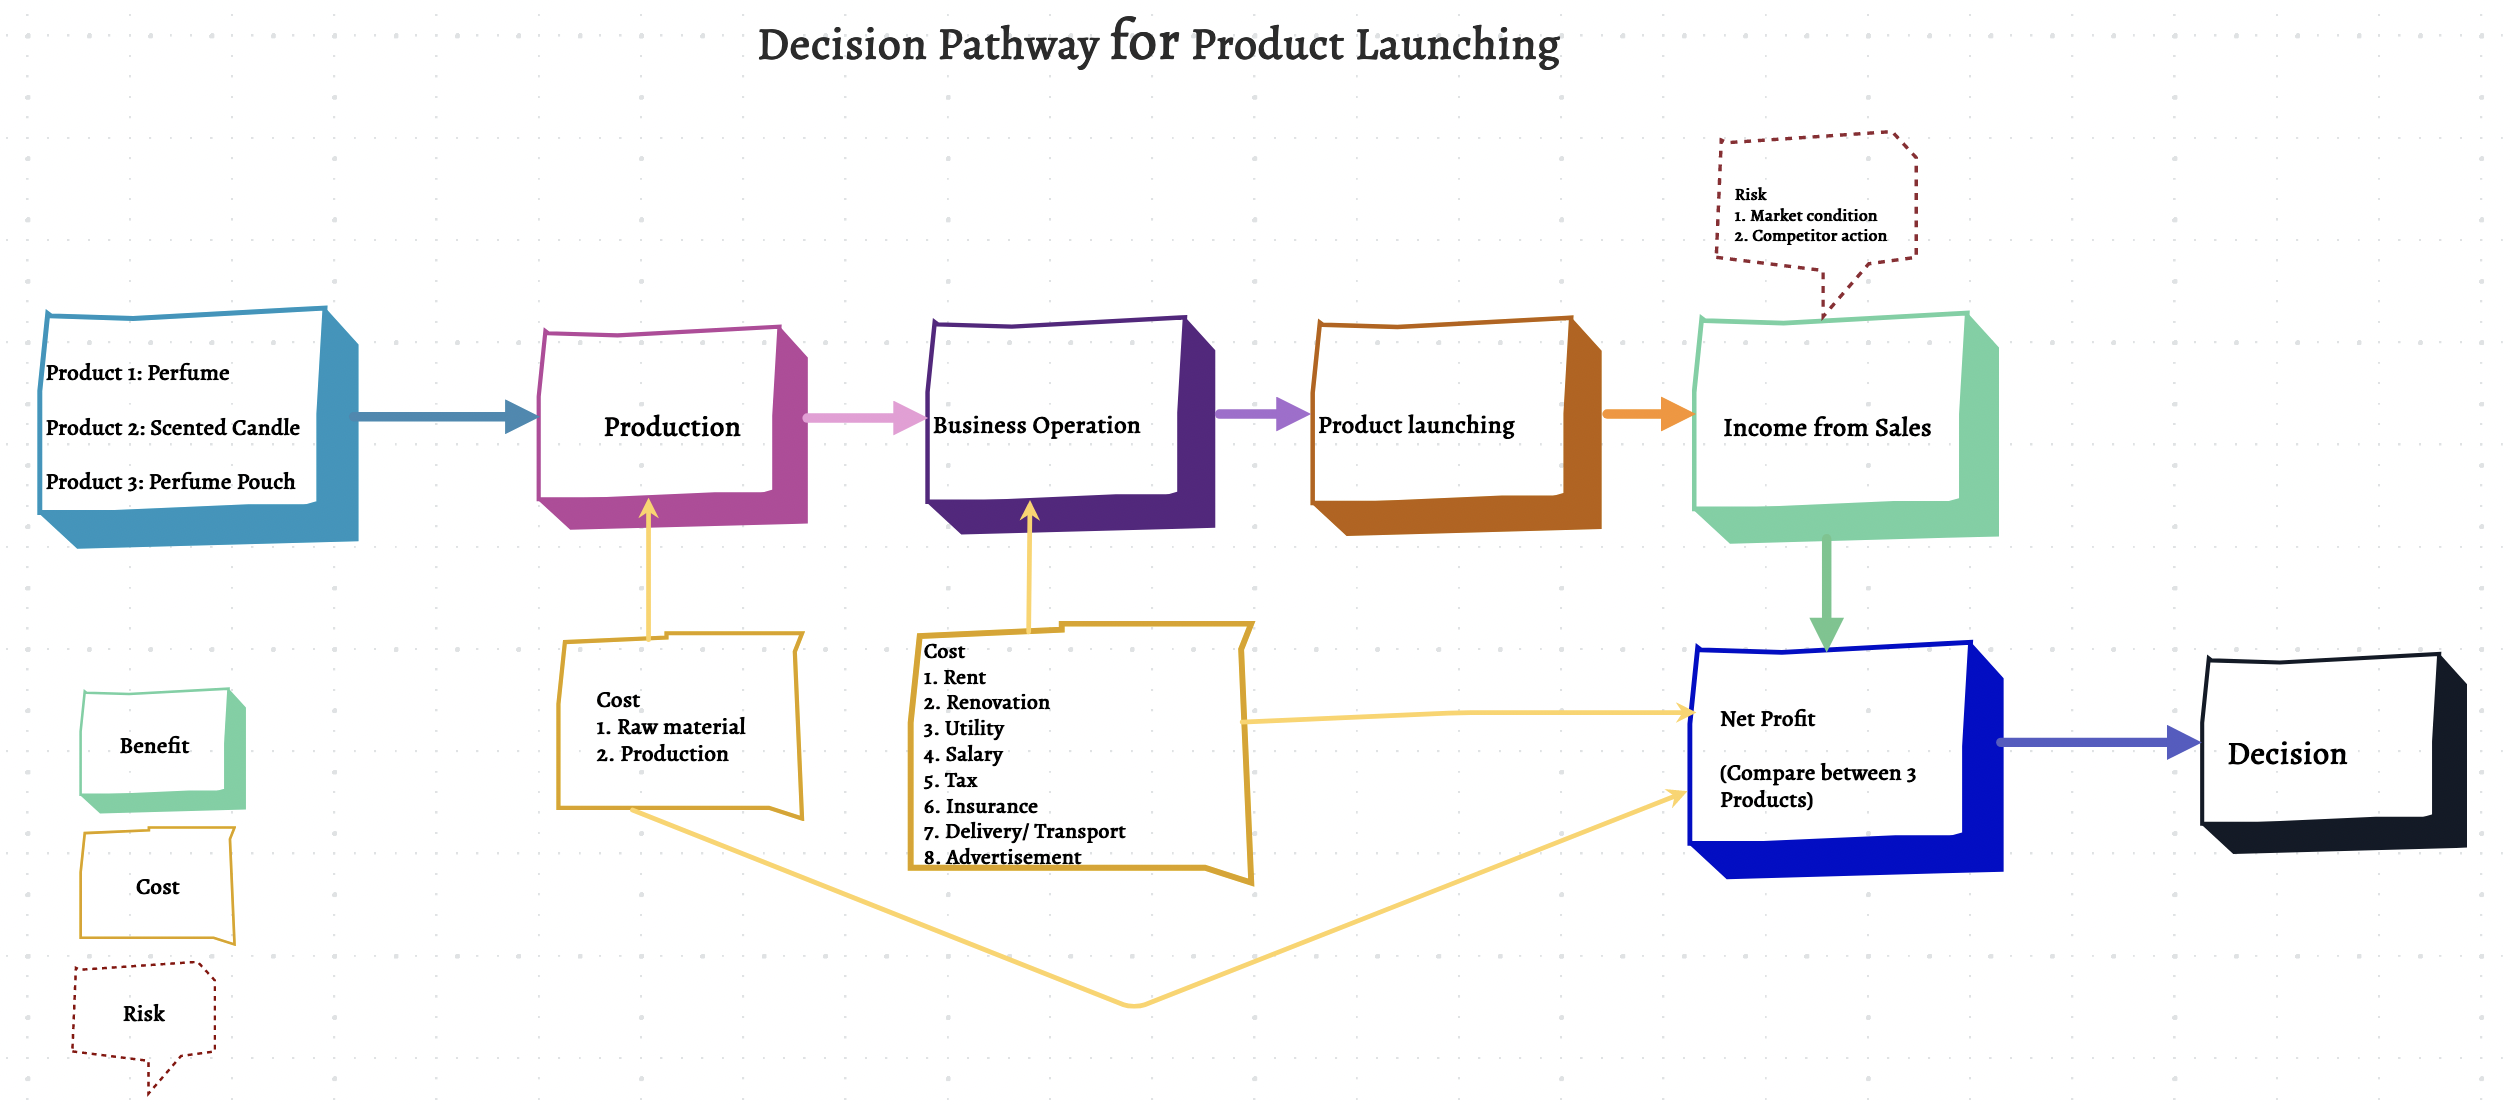 Decision Pathway for Product Launching
Risk
1. Market condition
2. Competitor action
Product 1: Perfume
Product 2: Scented Candle
Product 3: Perfume Pouch
Production
Business Operation
Product launching
Income from Sales
Cost
1. Raw material
2. Production
Cost
1. Rent
2. Renovation
3. Utility
4. Salary
5. Tax
6. Insurance
7. Delivery/ Transport
8. Advertisement
Net Profit
(Compare between 3
Products)
Decision
Benefit
Cost
Risk